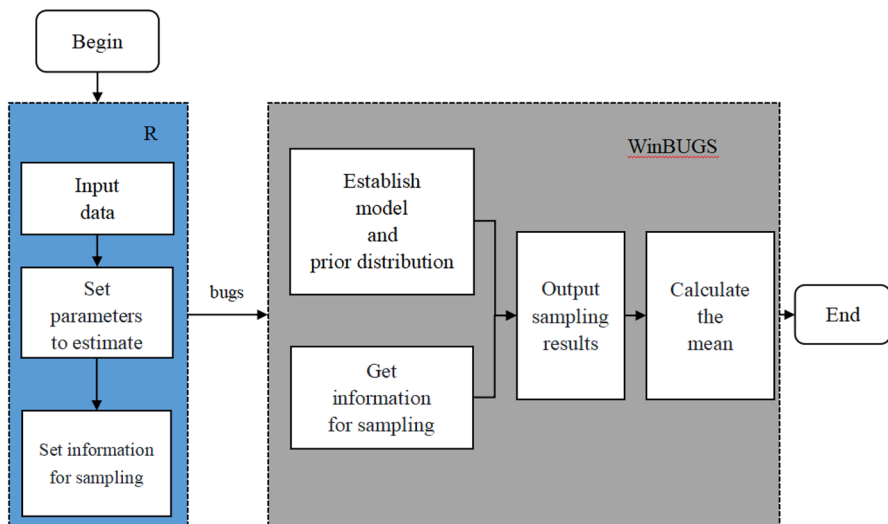 Begin
R
Input
data
Set
parameters
to estimate
Set information
for sampling
bugs
WinBUGS
Establish
model
and
prior distribution
Get
information
for sampling
Output
sampling
results
Calculate
the
mean
End